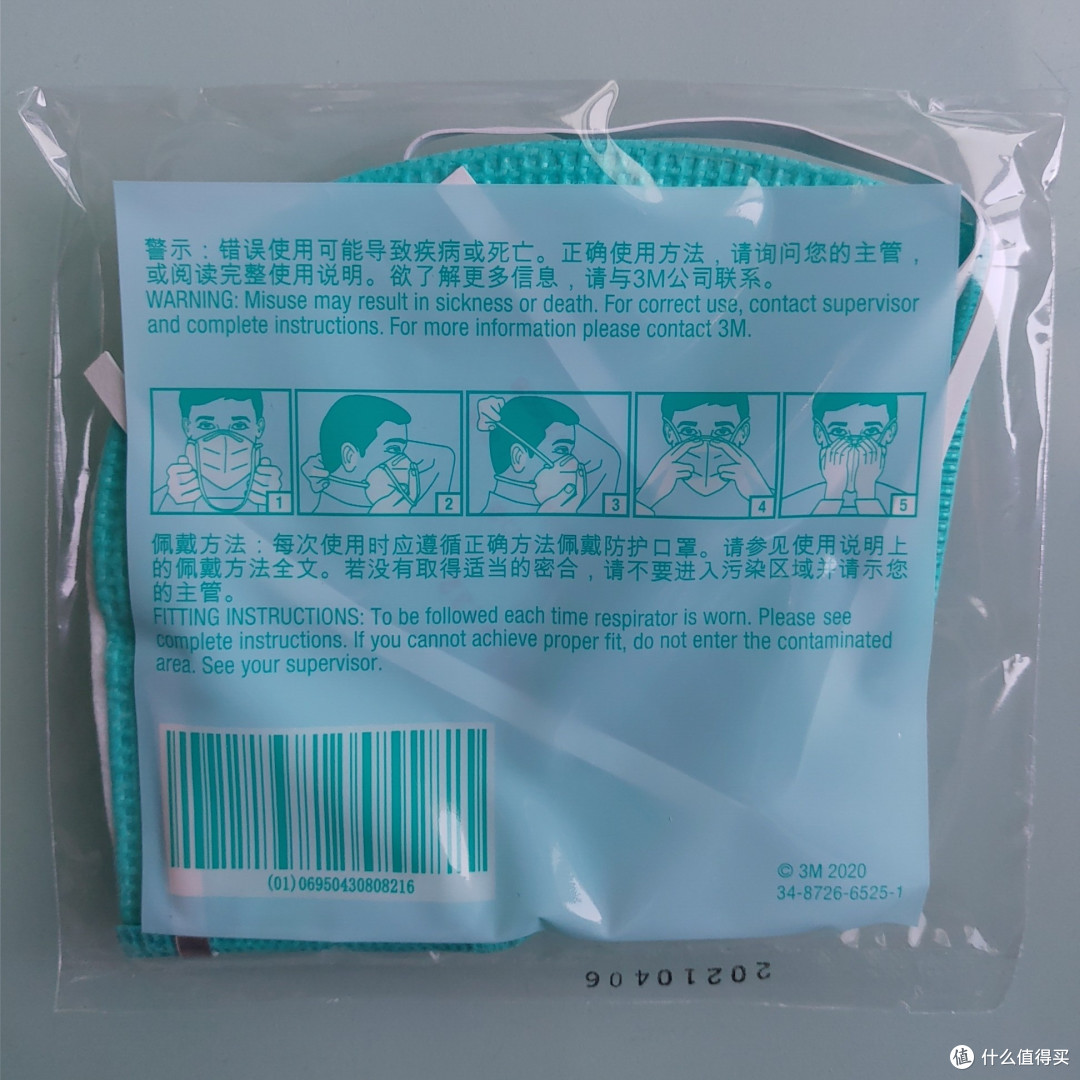 警示：错误使用可能导致疾病或死亡。正确使用方法，请询问您的主管，
或阅读完整使用说明。欲了解更多信息，请与3M公司联系。
WARNING: Misuse may result in sickness or death. For correct use, contact supervisor
and complete instructions. For more information please contact 3M.
1
2
3
4
5
佩戴方法：每次使用时应遵循正确方法佩戴防护口罩。请参见使用说明上
的佩戴方法全文。若没有取得适当的密合，请不要进入污染区域并请示您
的主管。
FITTING INSTRUCTIONS: To be followed each time respirator is worn. Please see
complete instructions. If you cannot achieve proper fit, do not enter the contaminated
area. See your supervisor.
(01)06950430808216
© 3M 2020
34-8726-6525-1
20210406
值 什么值得买